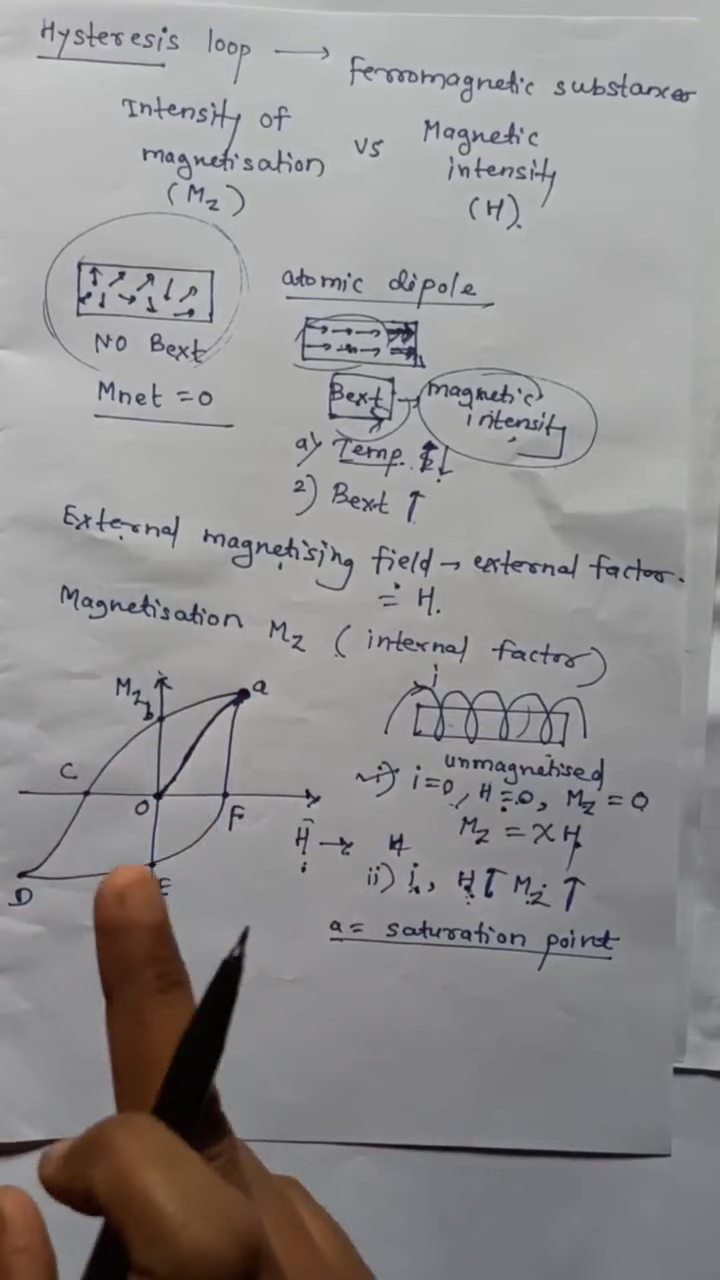 Hysteresis loop → Ferromagnetic substances
Intensity of magnetisation (Mz) vs Magnetic intensity (H).
NO Bext
Mnet = 0
atomic dipole
Bext → magnetic intensity
a) Temp. ↓
2) Bext ↑
External magnetising field → external factor.
= H.
Magnetisation Mz (internal factor)
Mz
b
a
C
O
F
H →
D
E
i
unmagnetised
i) i=0, H=0, Mz = 0
Mz = χ H
H
ii) i, H↑ Mz ↑
a = saturation point